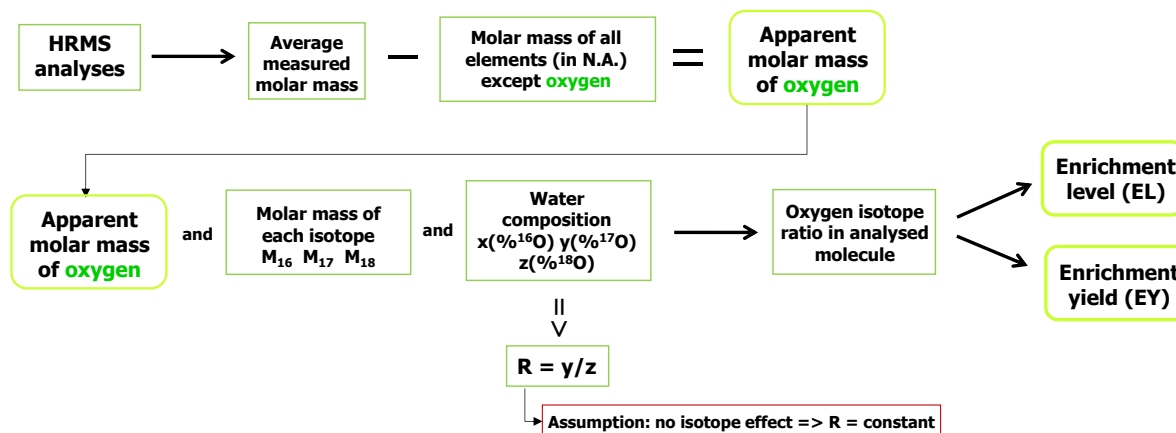 HRMS
analyses
Average
measured
molar mass
–
Molar mass of all
elements (in N.A.)
except oxygen
=
Apparent
molar mass
of oxygen
Apparent
molar mass
of oxygen
and
Molar mass of
each isotope
M₁₆ M₁₇ M₁₈
and
Water
composition
x(%¹⁶O) y(%¹⁷O)
z(%¹⁸O)
Oxygen isotope
ratio in analysed
molecule
Enrichment
level (EL)
Enrichment
yield (EY)
=>
R = y/z
Assumption: no isotope effect => R = constant